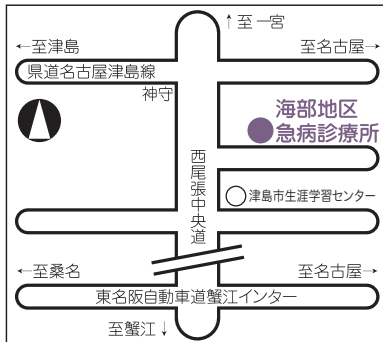 ↑至一宮
←至津島
至名古屋→
県道名古屋津島線
神守
海部地区
急病診療所
西尾張中央道
津島市生涯学習センター
←至桑名
至名古屋→
東名阪自動車道蟹江インター
至蟹江↓